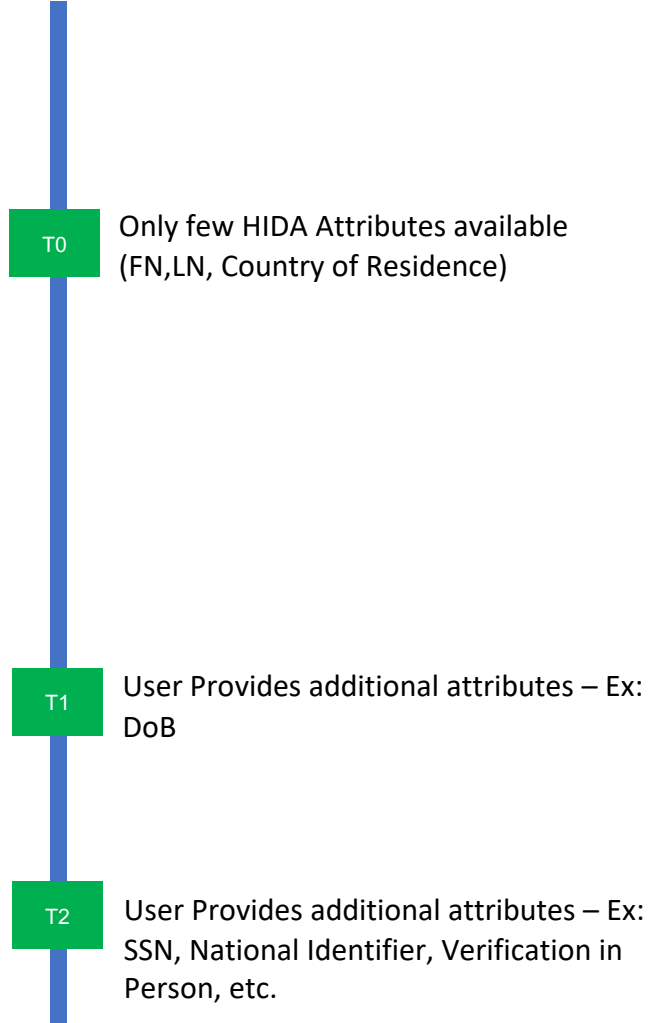 T0
Only few HIDA Attributes available
(FN,LN, Country of Residence)
T1
User Provides additional attributes – Ex:
DoB
T2
User Provides additional attributes – Ex:
SSN, National Identifier, Verification in
Person, etc.